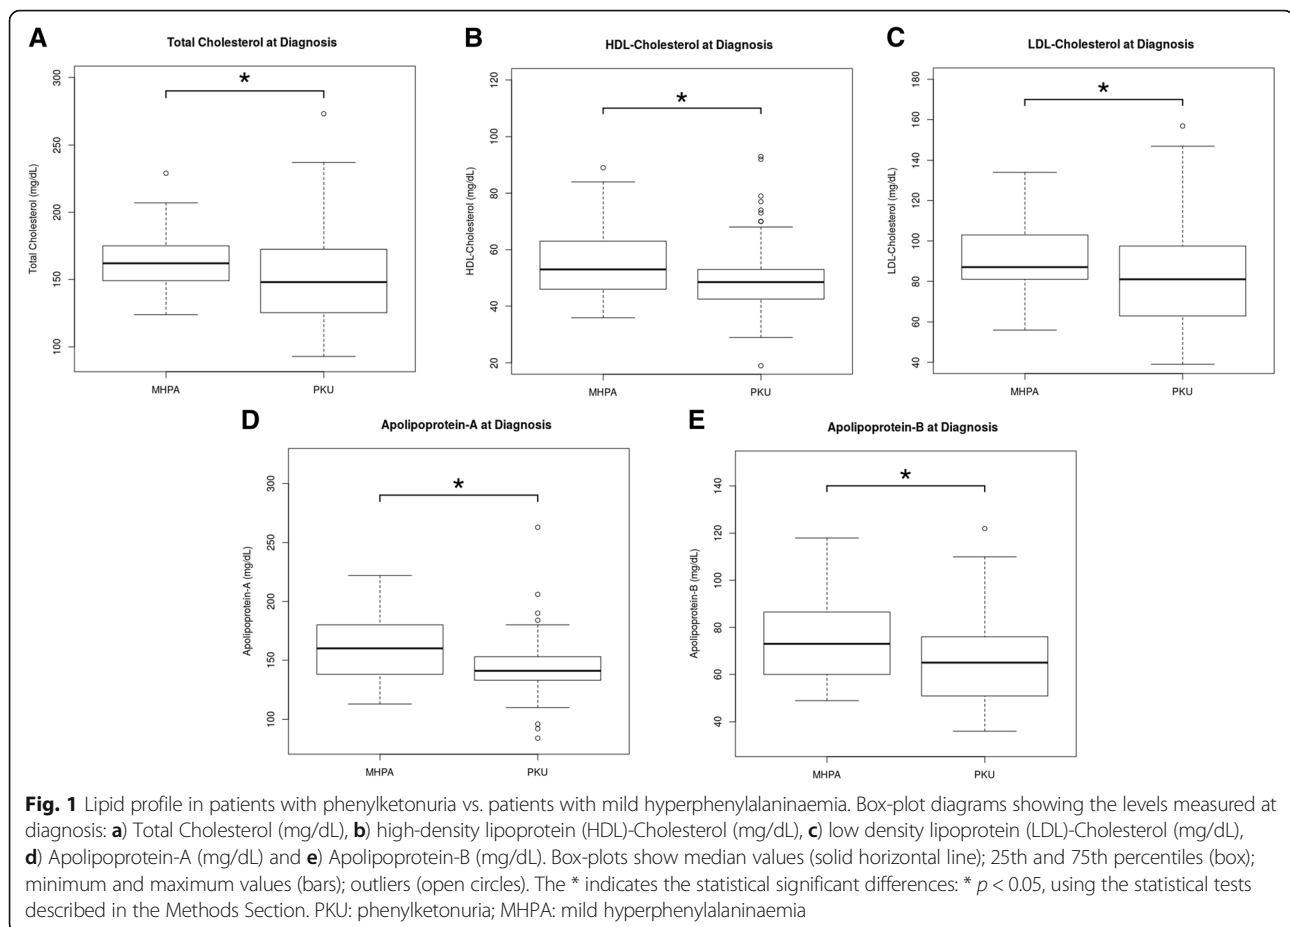 A
Total Cholesterol at Diagnosis
*
Total Cholesterol (mg/dL)
300
250
200
150
100
MHPA
PKU
B
HDL-Cholesterol at Diagnosis
*
HDL-Cholesterol (mg/dL)
120
100
80
60
40
20
MHPA
PKU
C
LDL-Cholesterol at Diagnosis
*
LDL-Cholesterol (mg/dL)
180
160
140
120
100
80
60
40
MHPA
PKU
D
Apolipoprotein-A at Diagnosis
*
Apolipoprotein-A (mg/dL)
300
250
200
150
100
MHPA
PKU
E
Apolipoprotein-B at Diagnosis
*
Apolipoprotein-B (mg/dL)
140
120
100
80
60
40
MHPA
PKU
Fig. 1 Lipid profile in patients with phenylketonuria vs. patients with mild hyperphenylalaninaemia. Box-plot diagrams showing the levels measured at
diagnosis: a) Total Cholesterol (mg/dL), b) high-density lipoprotein (HDL)-Cholesterol (mg/dL), c) low density lipoprotein (LDL)-Cholesterol (mg/dL),
d) Apolipoprotein-A (mg/dL) and e) Apolipoprotein-B (mg/dL). Box-plots show median values (solid horizontal line); 25th and 75th percentiles (box);
minimum and maximum values (bars); outliers (open circles). The * indicates the statistical significant differences: * p < 0.05, using the statistical tests
described in the Methods Section. PKU: phenylketonuria; MHPA: mild hyperphenylalaninaemia